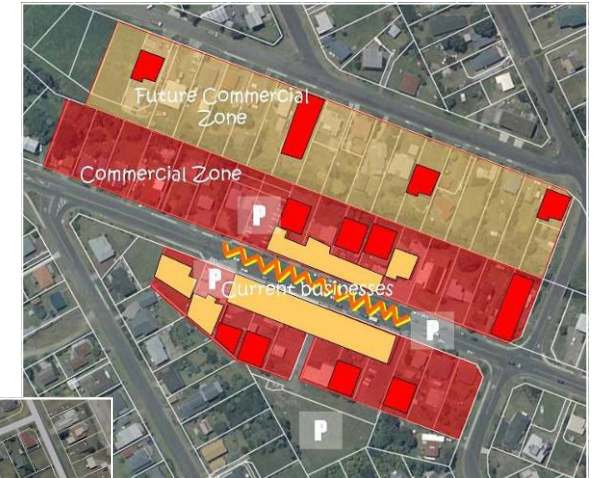 Future Commercial
Zone
Commercial Zone
P
P
Current businesses
P
P